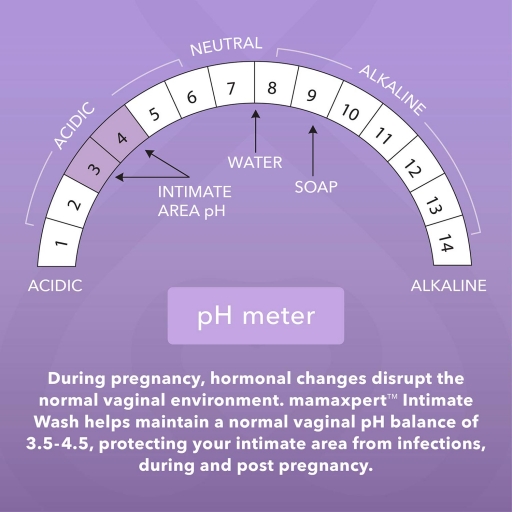 NEUTRAL
ACIDIC
ALKALINE
1
2
3
4
5
6
7
8
9
10
11
12
13
14
WATER
SOAP
INTIMATE
AREA pH
ACIDIC
ALKALINE
pH meter
During pregnancy, hormonal changes disrupt the
normal vaginal environment. mamaxpert™ Intimate
Wash helps maintain a normal vaginal pH balance of
3.5-4.5, protecting your intimate area from infections,
during and post pregnancy.